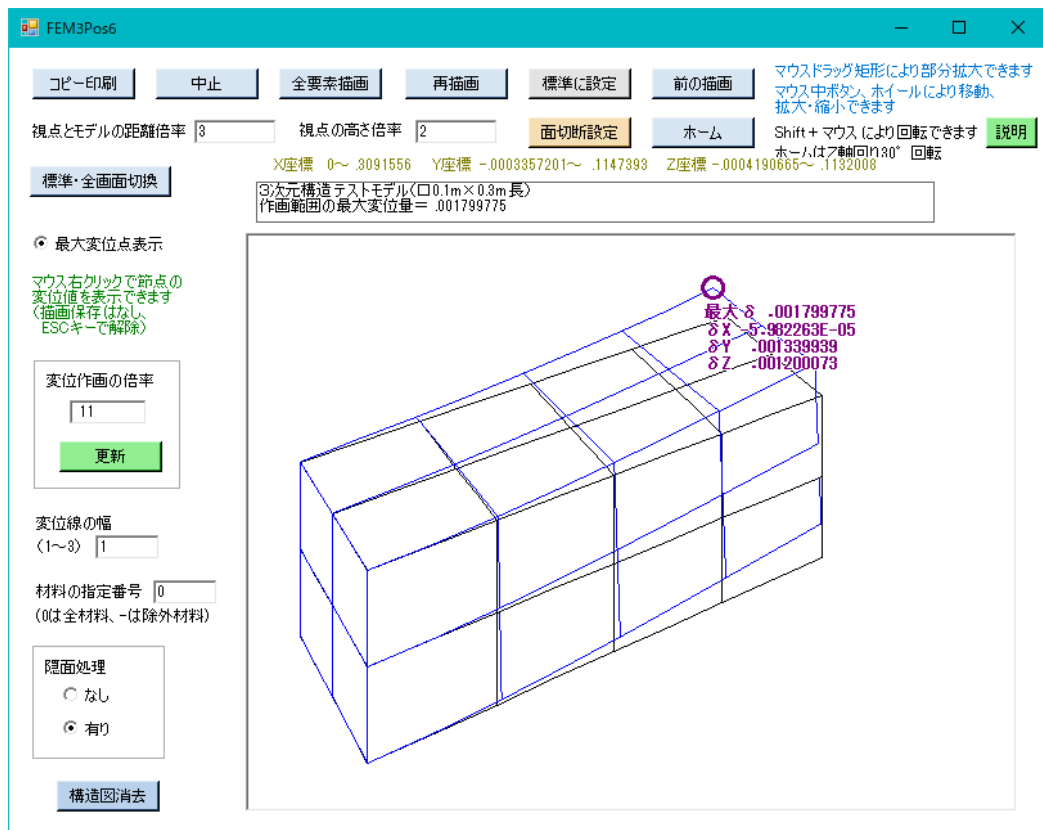 FEM3Pos6
コピー印刷 中止 全要素描画 再描画 標準に設定 前の描画
マウスドラッグ矩形により部分拡大できます
マウス中ボタン、ホイールにより移動、
拡大・縮小できます
視点とモデルの距離倍率 3 視点の高さ倍率 2 面切断設定 ホーム
Shift+マウス により回転できます 説明
ホームはZ軸回り30° 回転
X座標 0～ .3091556 Y座標 -.0003357201～ .1147393 Z座標 -.0004190665～ .1132008
標準・全画面切換
3次元構造テストモデル(口0.1m×0.3m長)
作画範囲の最大変位量＝ .001799775
最大変位点表示
マウス右クリックで節点の
変位値を表示できます
(描画保存はなし、
ESCキーで解除)
最大 δ .001799775
δX -5.982263E-05
δY .001339939
δZ .001200073
変位作画の倍率
11
更新
変位線の幅
(1～3) 1
材料の指定番号 0
(0は全材料、-は除外材料)
隠面処理
なし
有り
構造図消去